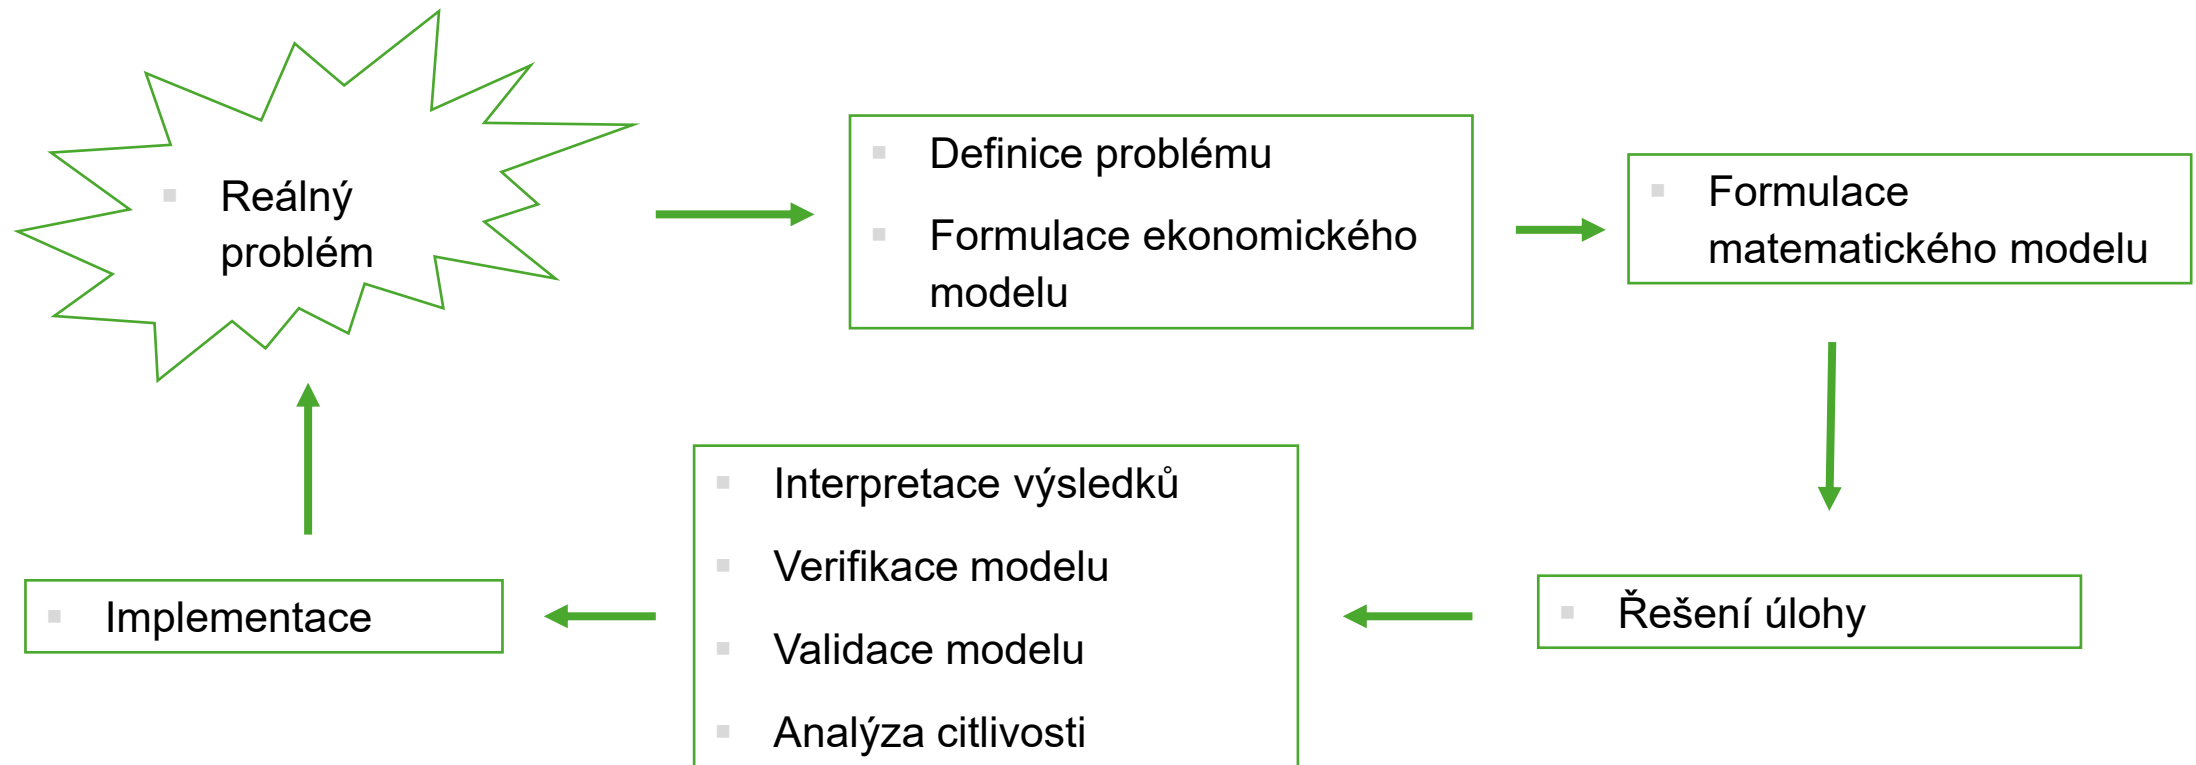 Reálný
problém
Definice problému
Formulace ekonomického
modelu
Formulace
matematického modelu
Řešení úlohy
Interpretace výsledků
Verifikace modelu
Validace modelu
Analýza citlivosti
Implementace